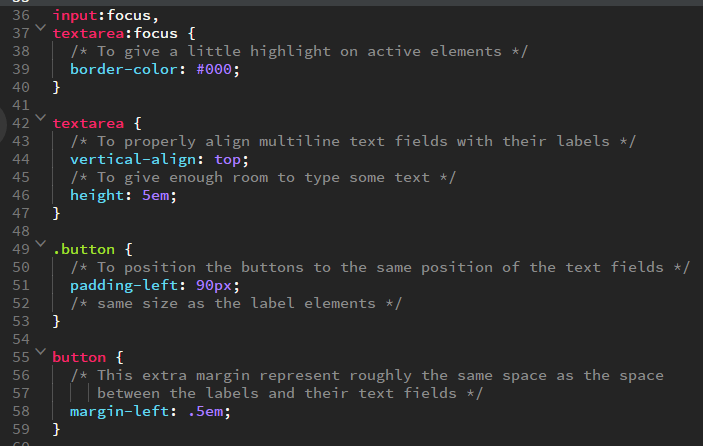 36 input:focus,
37 textarea:focus {
38 /* To give a little highlight on active elements */
39 border-color: #000;
40 }
41
42 textarea {
43 /* To properly align multiline text fields with their labels */
44 vertical-align: top;
45 /* To give enough room to type some text */
46 height: 5em;
47 }
48
49 .button {
50 /* To position the buttons to the same position of the text fields */
51 padding-left: 90px;
52 /* same size as the label elements */
53 }
54
55 button {
56 /* This extra margin represent roughly the same space as the space
57 between the labels and their text fields */
58 margin-left: .5em;
59 }